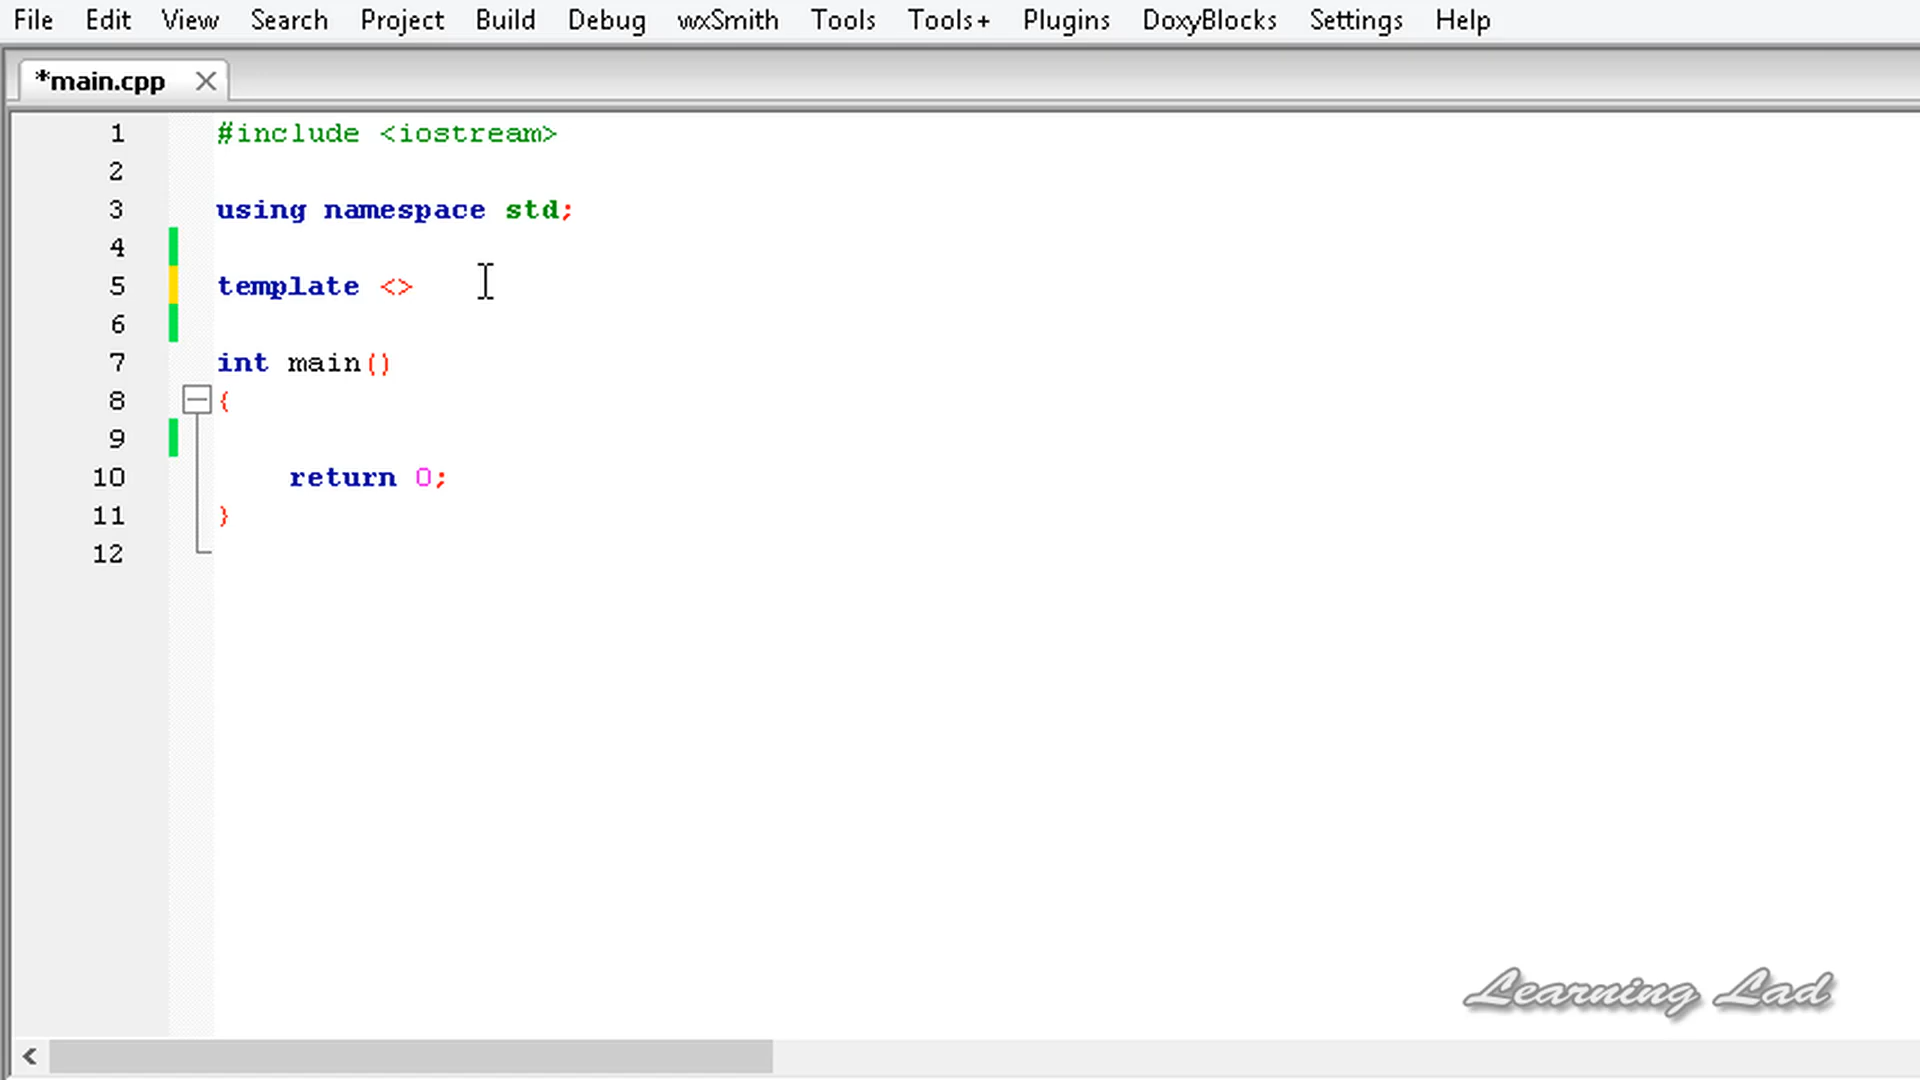 File Edit View Search Project Build Debug wxSmith Tools Tools+ Plugins DoxyBlocks Settings Help
*main.cpp
1 #include <iostream>
2
3 using namespace std;
4
5 template <>
6
7 int main()
8 {
9
10 return 0;
11 }
12
Learning Lad